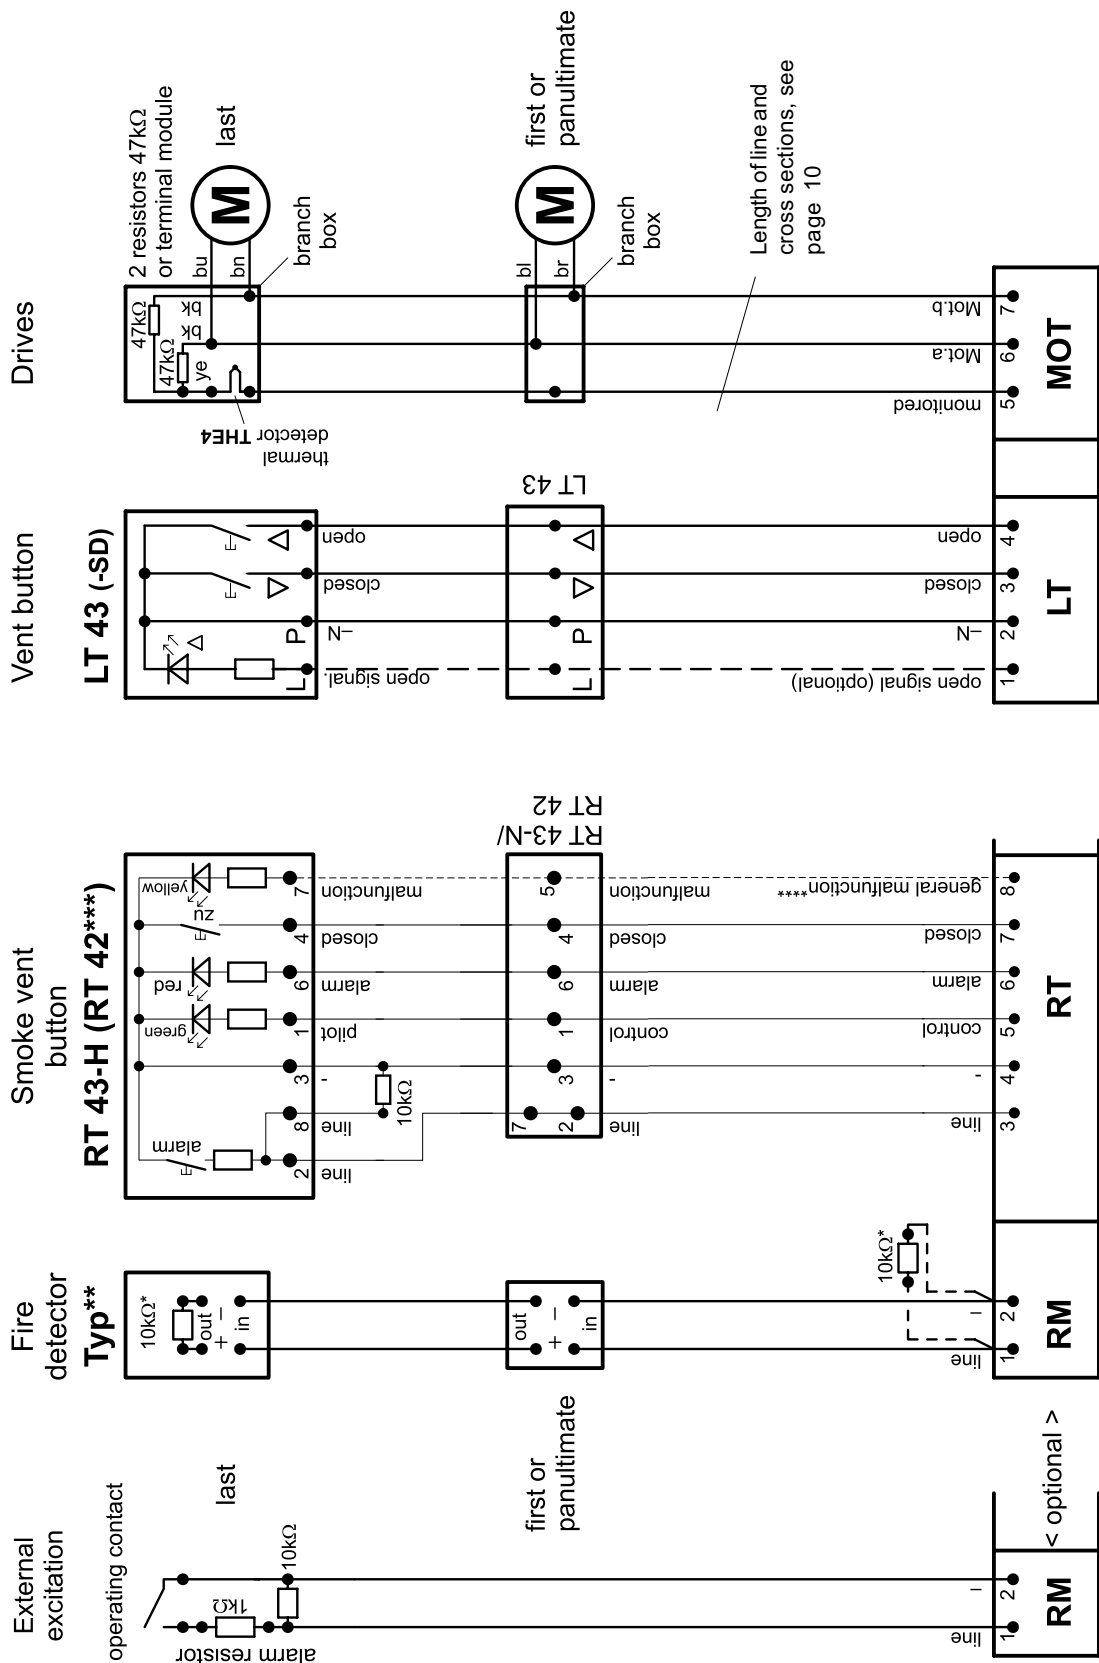 External
excitation
operating contact
last
1kΩ
10kΩ
alarm resistor
first or
panultimate
line
–
1
2
RM
< optional >
Fire
detector
Typ**
10kΩ*
out
+ –
in
out
+ –
in
10kΩ*
line
–
1
2
RM
Smoke vent
button
RT 43-H (RT 42***)
alarm
green
red
zu
yellow
2
8
3
1
6
4
7
line
line
-
pilot
alarm
closed
malfunction
10kΩ
RT 43-N/
RT 42
7
2
3
1
6
4
5
line
-
control
alarm
closed
malfunction
line
-
control
alarm
closed
general malfunction****
3
4
5
6
7
8
RT
Vent button
LT 43 (-SD)
L
P
open signal.
–N
closed
open
LT 43
L
P
open signal (optional)
–N
closed
open
1
2
3
4
LT
Drives
2 resistors 47kΩ
or terminal module
47kΩ
47kΩ
ye
bk
bk
bu
bn
M
last
thermal
detector THE4
branch
box
first or
panultimate
bl
br
M
branch
box
Length of line and
cross sections, see
page 10
monitored
Mot.a
Mot.b
5
6
7
MOT